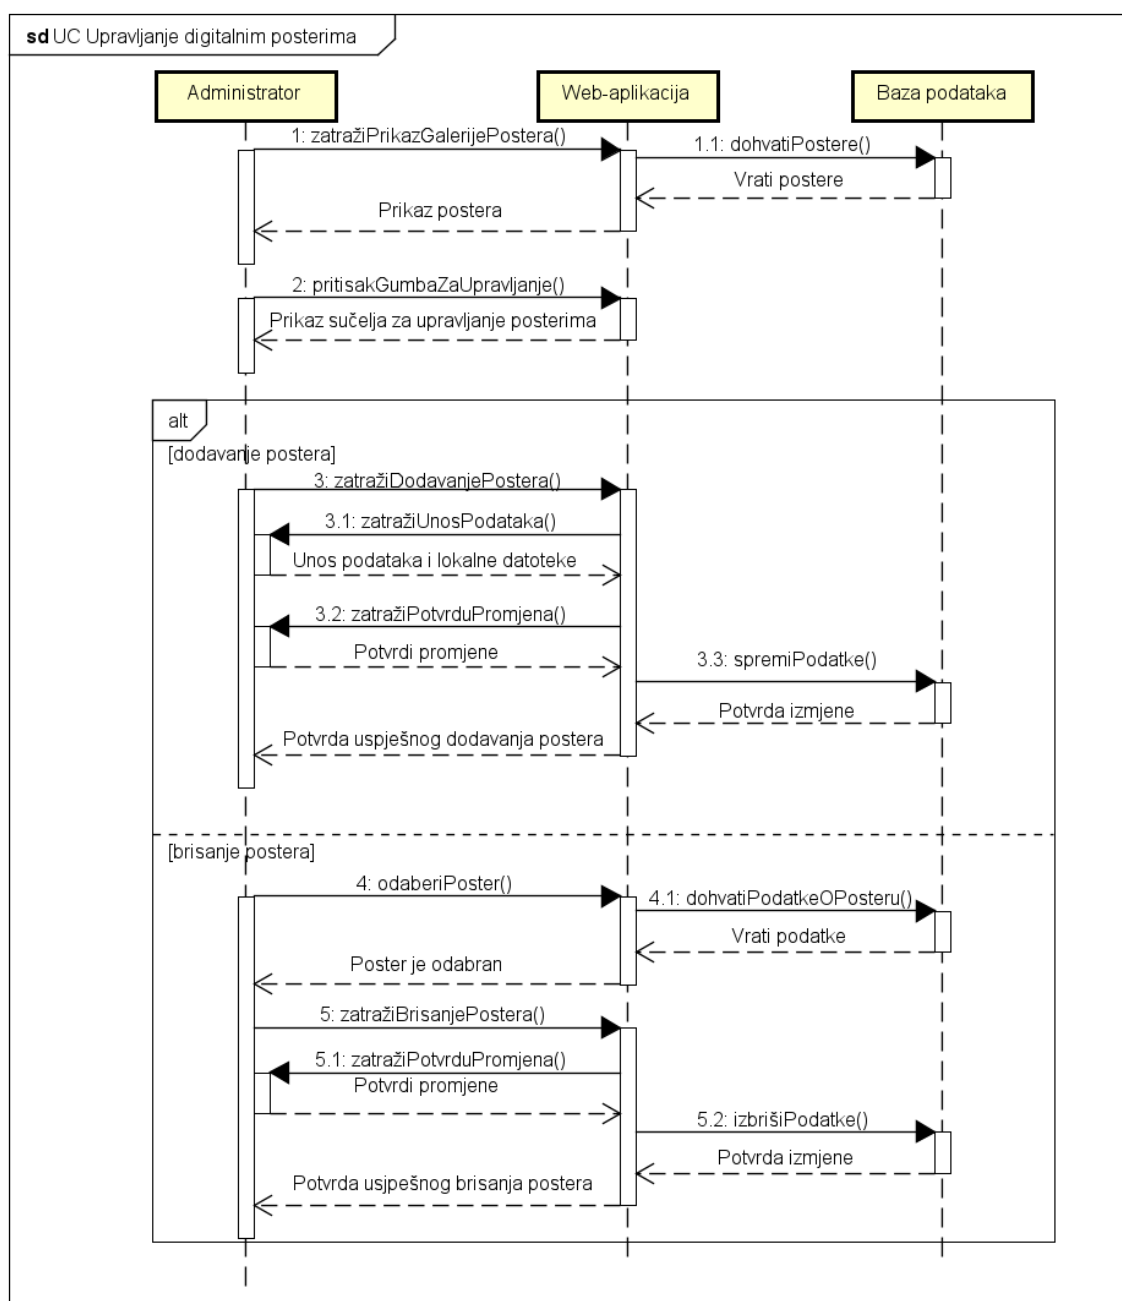 sd UC Upravljanje digitalnim posterima
Administrator
Web-aplikacija
Baza podataka
1: zatražiPrikazGalerijePostera()
1.1: dohvatiPostere()
Vrati postere
Prikaz postera
2: pritisakGumbaZaUpravljanje()
Prikaz sučelja za upravljanje posterima
alt
[dodavanje postera]
3: zatražiDodavanjePostera()
3.1: zatražiUnosPodataka()
Unos podataka i lokalne datoteke
3.2: zatražiPotvrduPromjena()
Potvrdi promjene
3.3: spremiPodatke()
Potvrda izmjene
Potvrda uspješnog dodavanja postera
[brisanje postera]
4: odaberiPoster()
4.1: dohvatiPodatkeOPosteru()
Vrati podatke
Poster je odabran
5: zatražiBrisanjePostera()
5.1: zatražiPotvrduPromjena()
Potvrdi promjene
5.2: izbrišiPodatke()
Potvrda izmjene
Potvrda usjpešnog brisanja postera